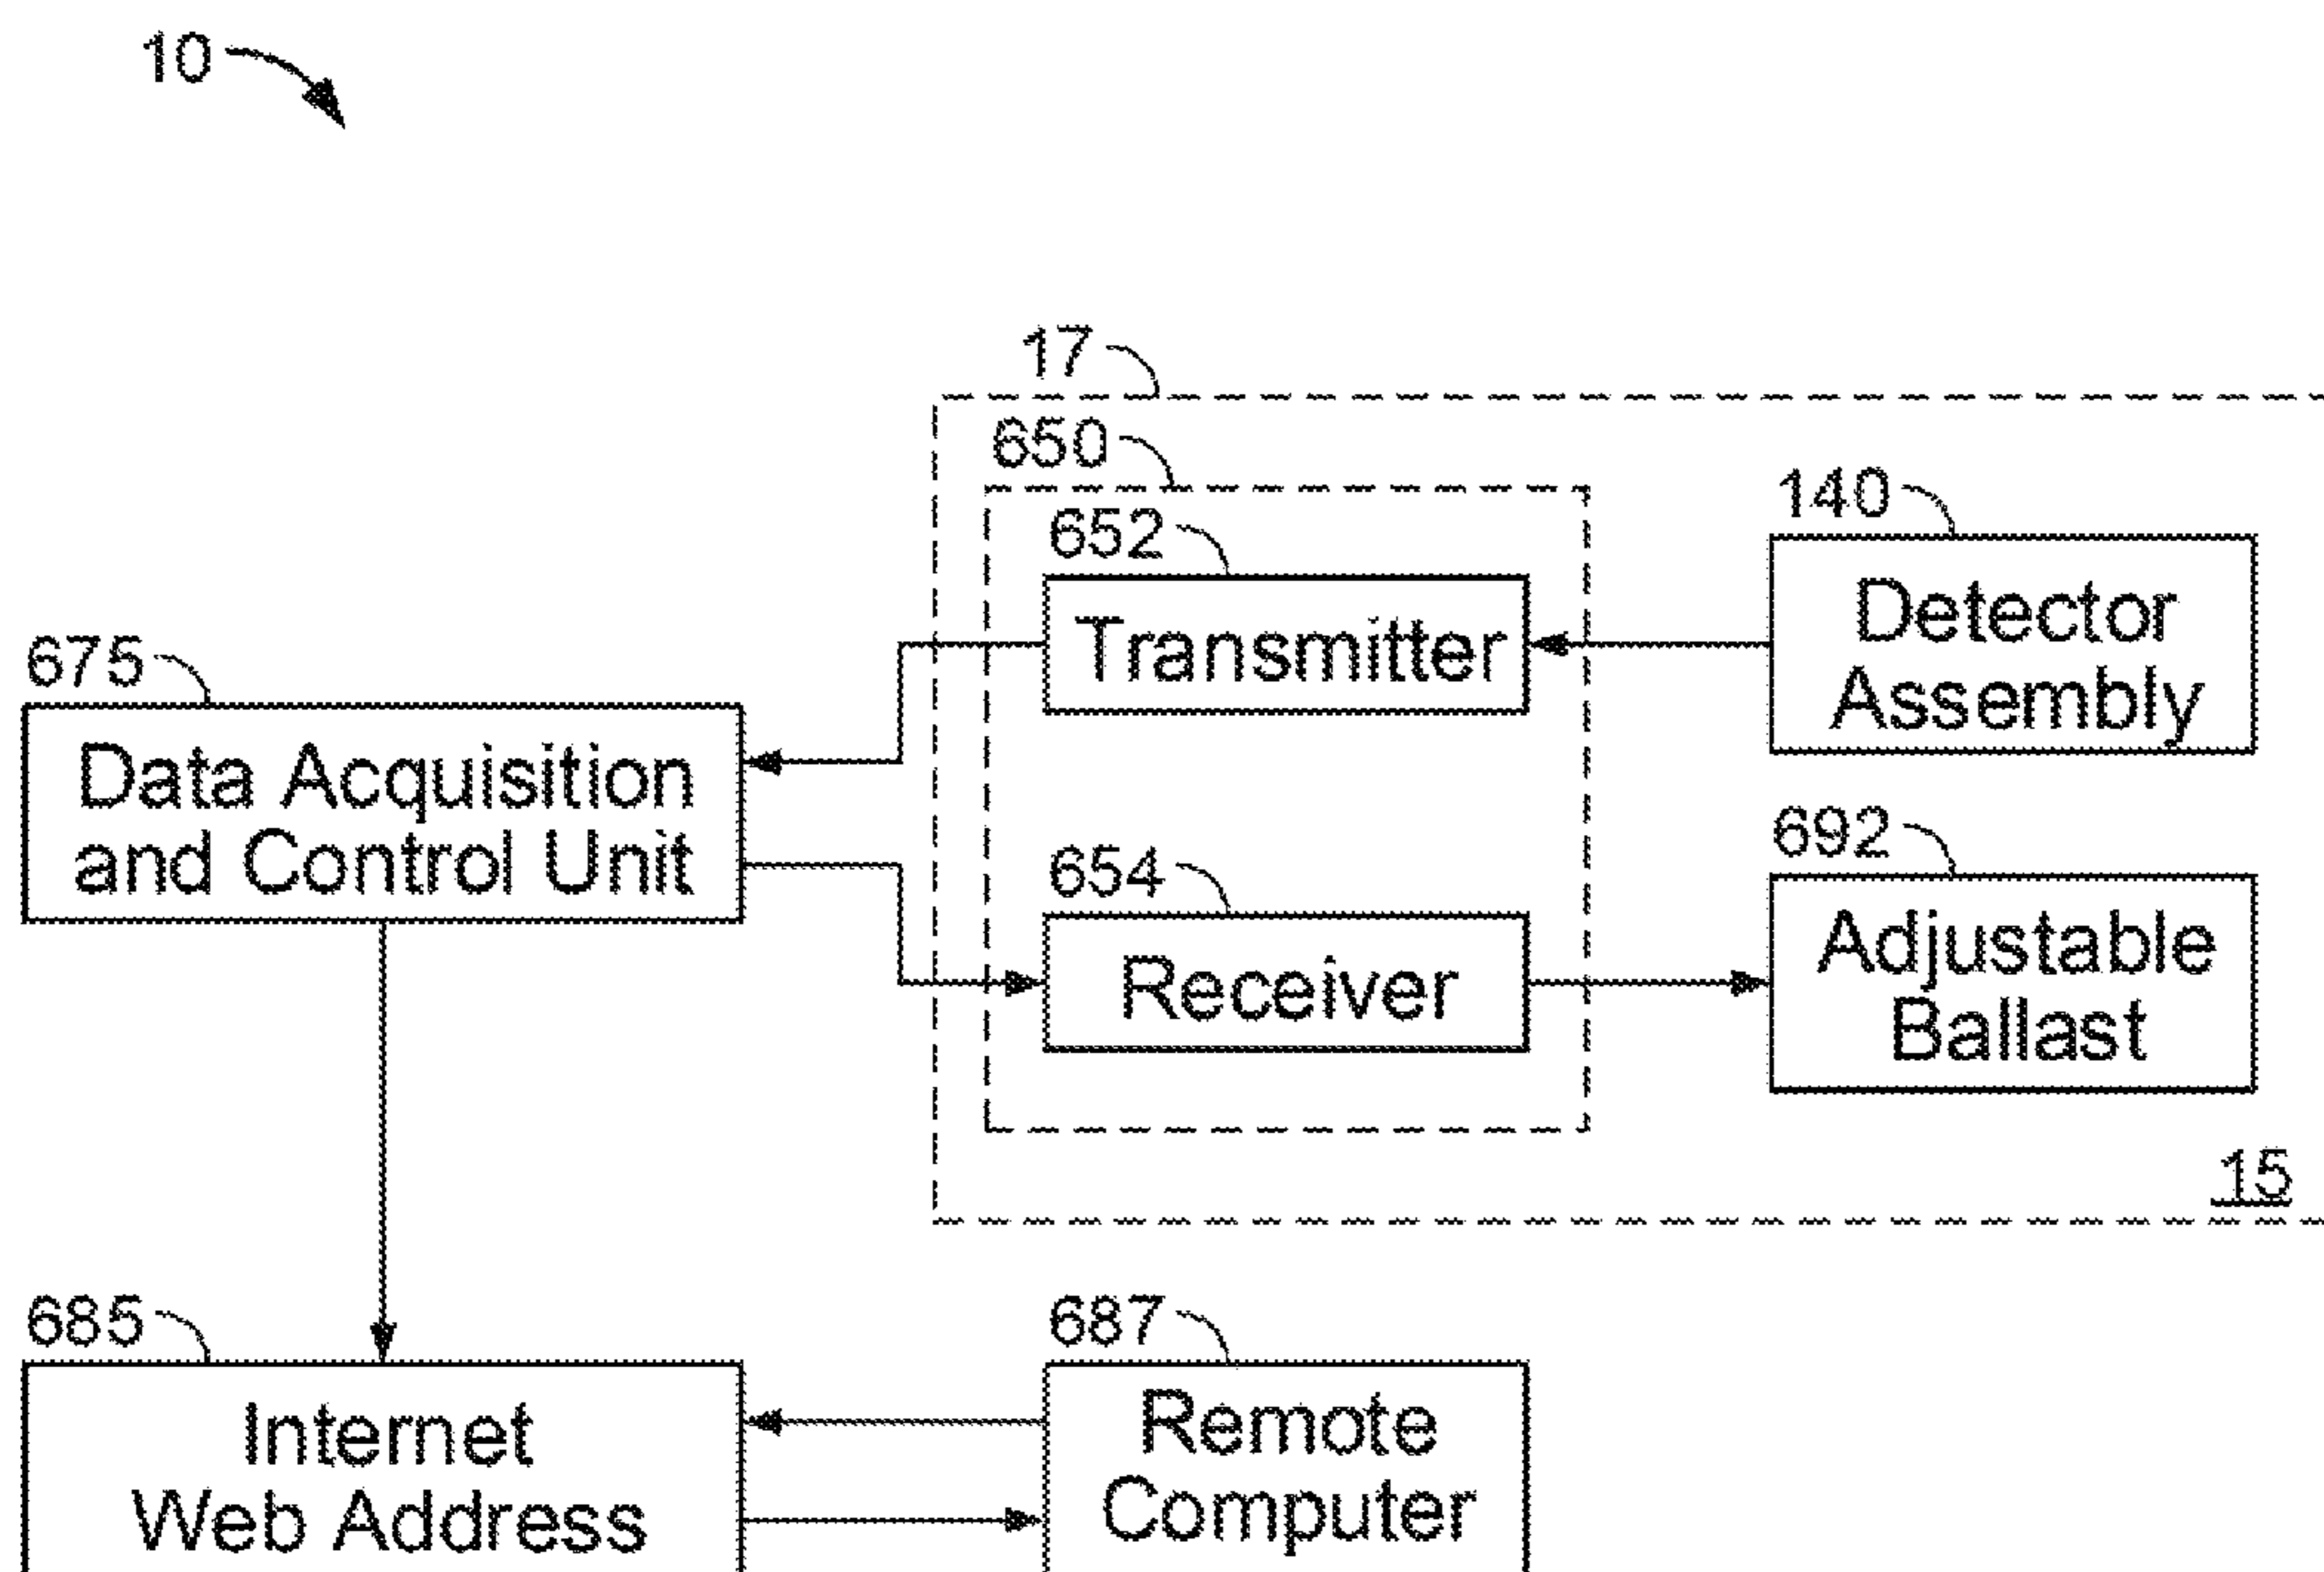 10
17
650
652
Transmitter
140
Detector
Assembly
675
Data Acquisition
and Control Unit
654
Receiver
692
Adjustable
Ballast
15
685
Internet
Web Address
687
Remote
Computer